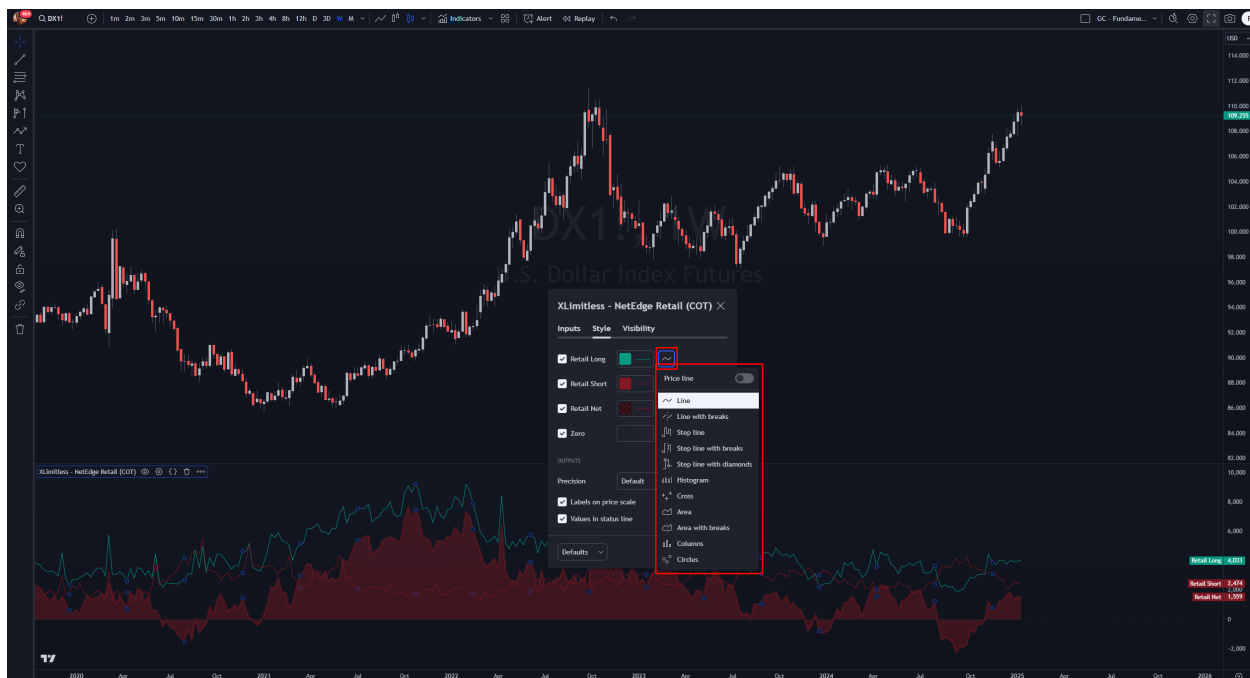 DX1!
1m 2m 3m 5m 10m 15m 30m 1h 2h 3h 4h 8h 12h D 3D W M
Indicators
Alert
Replay
GC - Fundame...
USD
114.000
112.000
110.000
109.255
108.000
106.000
104.000
102.000
100.000
98.000
96.000
94.000
92.000
90.000
88.000
86.000
84.000
82.000
DX1!, 1W
U.S. Dollar Index Futures
XLimitless - NetEdge Retail (COT)
Inputs Style Visibility
Retail Long
Retail Short
Retail Net
Zero
OUTPUTS
Precision Default
Labels on price scale
Values in status line
Defaults
Price line
Line
Line with breaks
Step line
Step line with breaks
Step line with diamonds
Histogram
Cross
Area
Area with breaks
Columns
Circles
XLimitless - NetEdge Retail (COT)
10,000
8,000
6,000
Retail Long 4,033
Retail Short 2,474
2,000
Retail Net 1,559
0
-2,000
2020 Apr Jul Oct 2021 Apr Jul Oct 2022 Apr Jul Oct 2023 Apr Jul Oct 2024 Apr Jul Oct 2025 Apr Jul Oct 2026